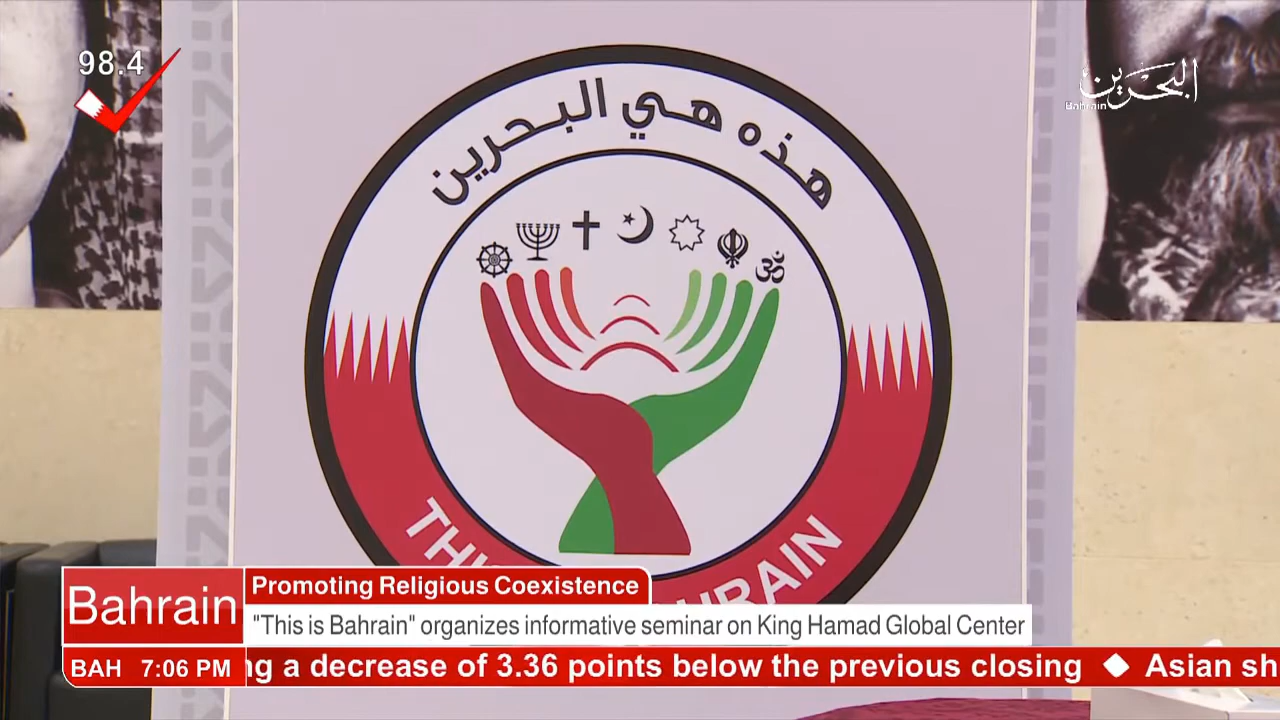 98.4
البحرين
Bahrain
هذه هي البحرين
Bahrain
Promoting Religious Coexistence
"This is Bahrain" organizes informative seminar on King Hamad Global Center
BAH 7:06 PM
a decrease of 3.36 points below the previous closing ◆ Asian